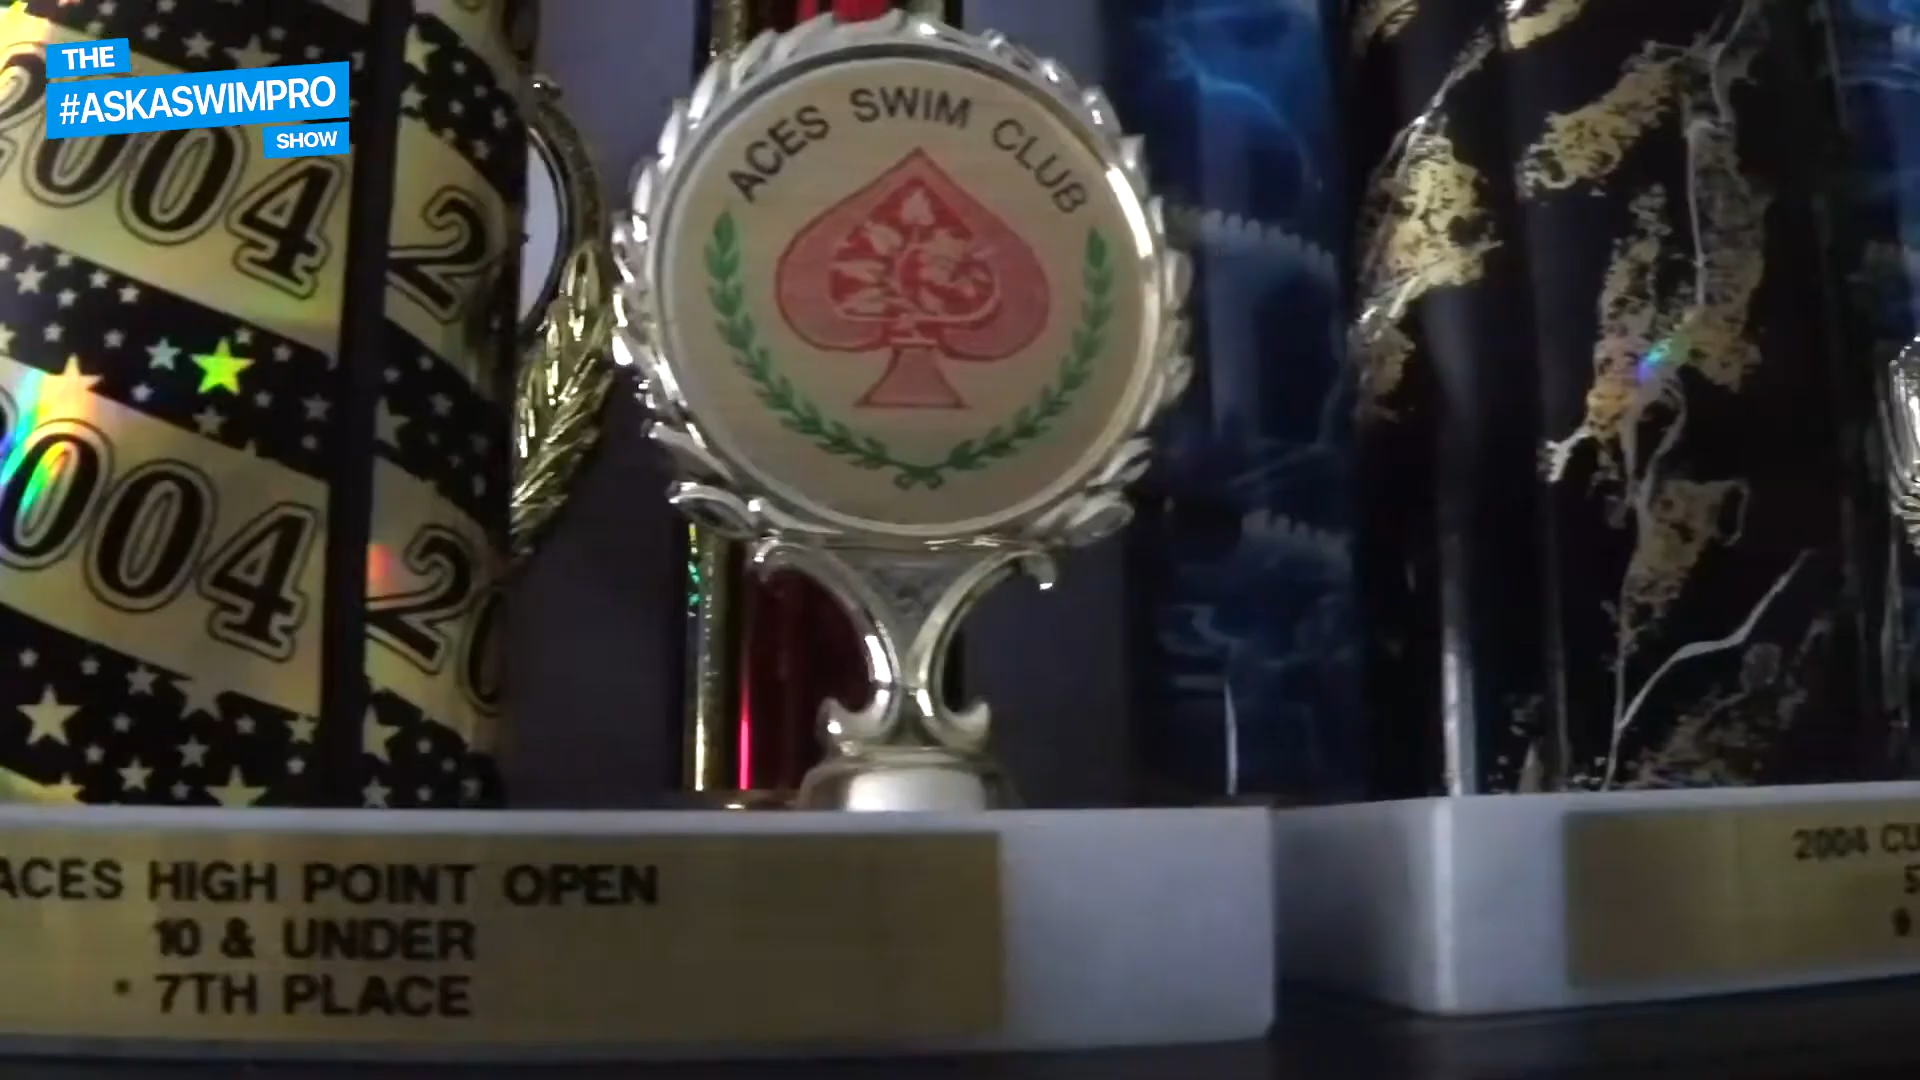 THE
#ASKASWIMPRO
SHOW
2004
2004
ACES SWIM CLUB
ACES HIGH POINT OPEN
10 & UNDER
7TH PLACE
2004